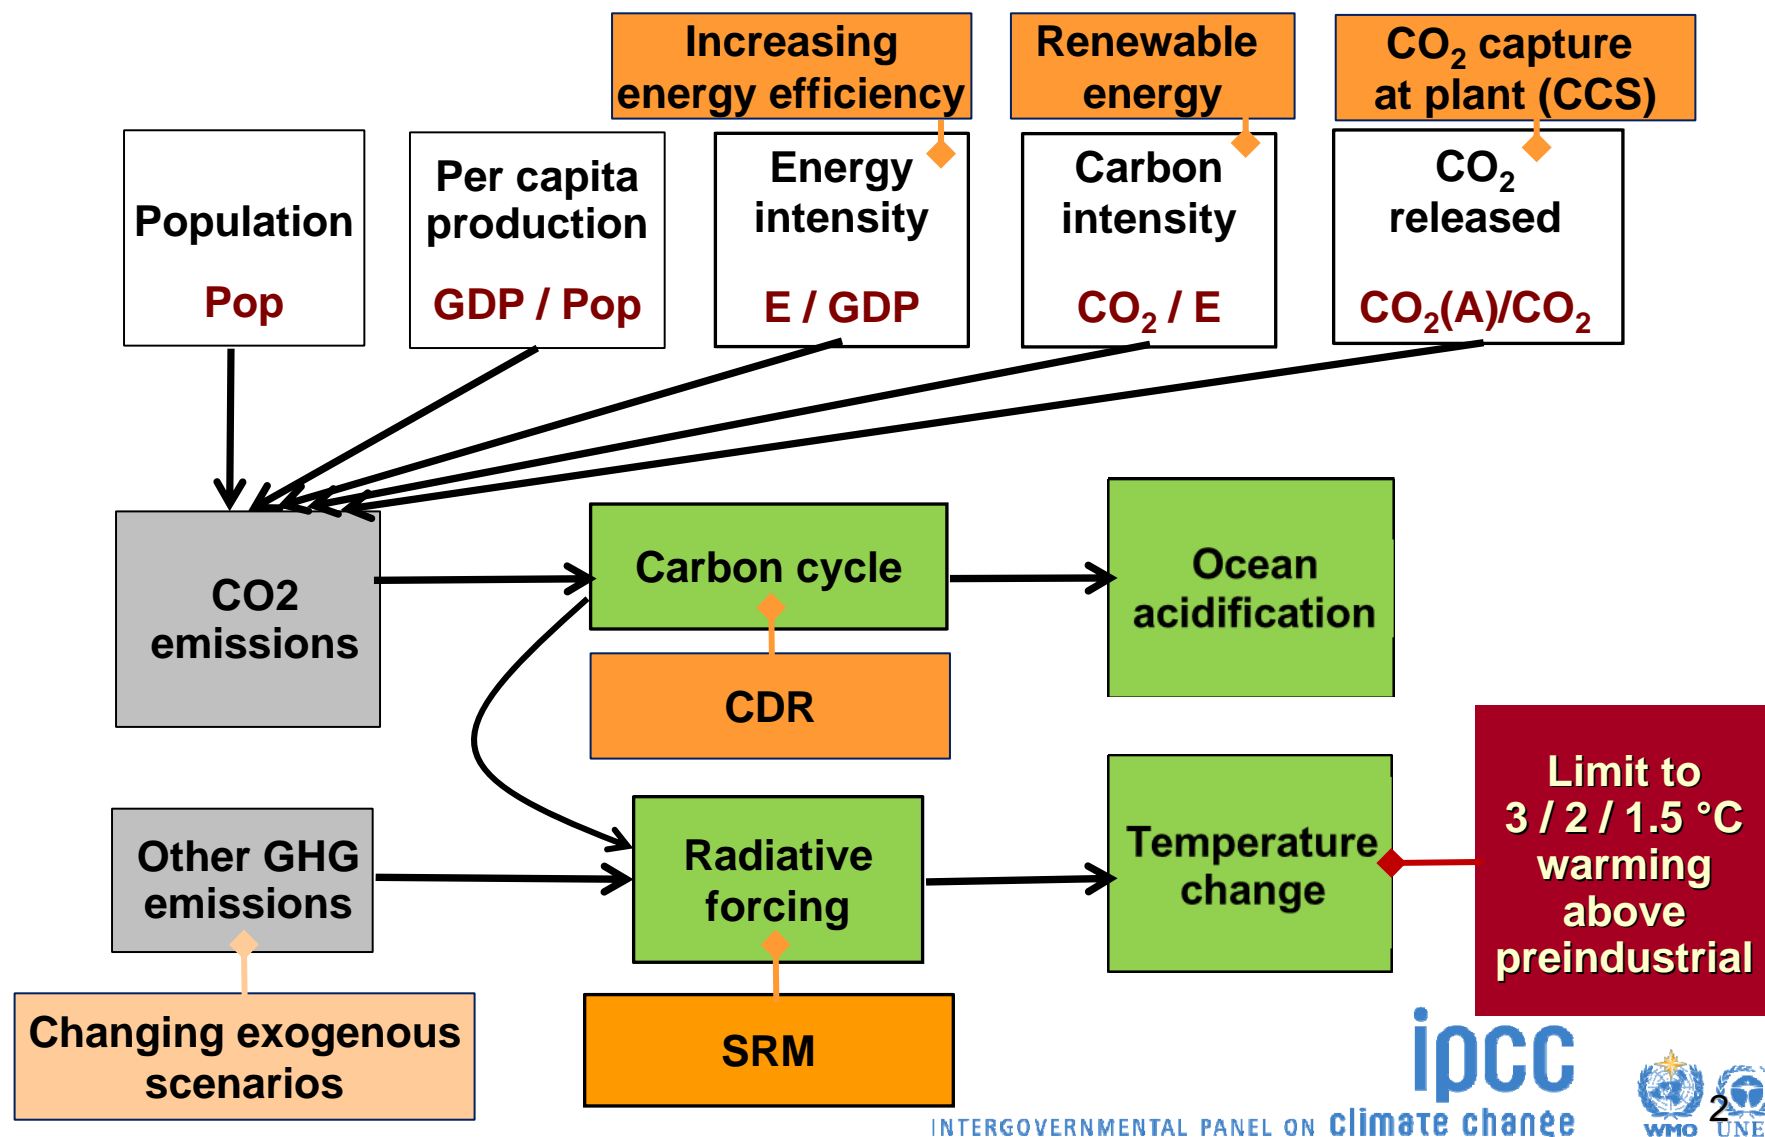 Increasing
energy efficiency
Renewable
energy
CO₂ capture
at plant (CCS)
Population
Pop
Per capita
production
GDP / Pop
Energy
intensity
E / GDP
Carbon
intensity
CO₂ / E
CO₂
released
CO₂(A)/CO₂
CO2
emissions
Carbon cycle
Ocean
acidification
CDR
Other GHG
emissions
Radiative
forcing
Temperature
change
Limit to
3 / 2 / 1.5 °C
warming
above
preindustrial
Changing exogenous
scenarios
SRM
ipcc
INTERGOVERNMENTAL PANEL ON climate change
WMO
UNE
2